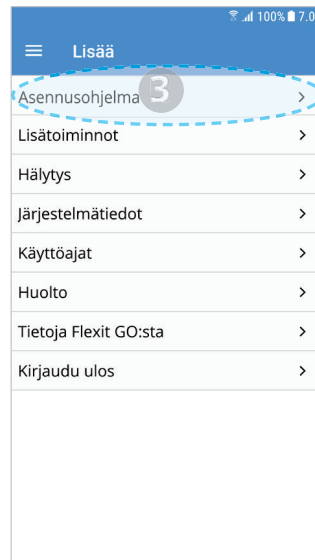 100% 7.0
Lisää
Asennusohjelma
3
Lisätoiminnot
Hälytys
Järjestelmätiedot
Käyttöajat
Huolto
Tietoja Flexit GO:sta
Kirjaudu ulos